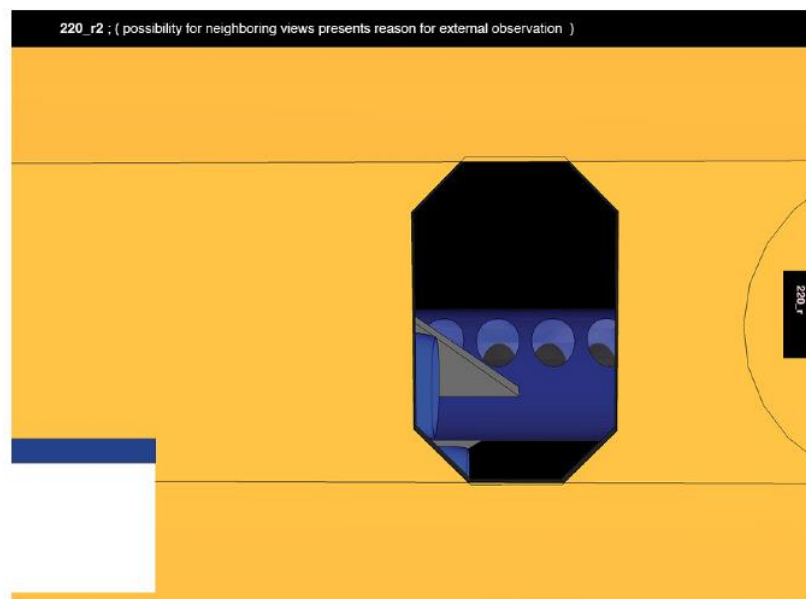 220_r2 ; ( possibility for neighboring views presents reason for external observation )
220_r